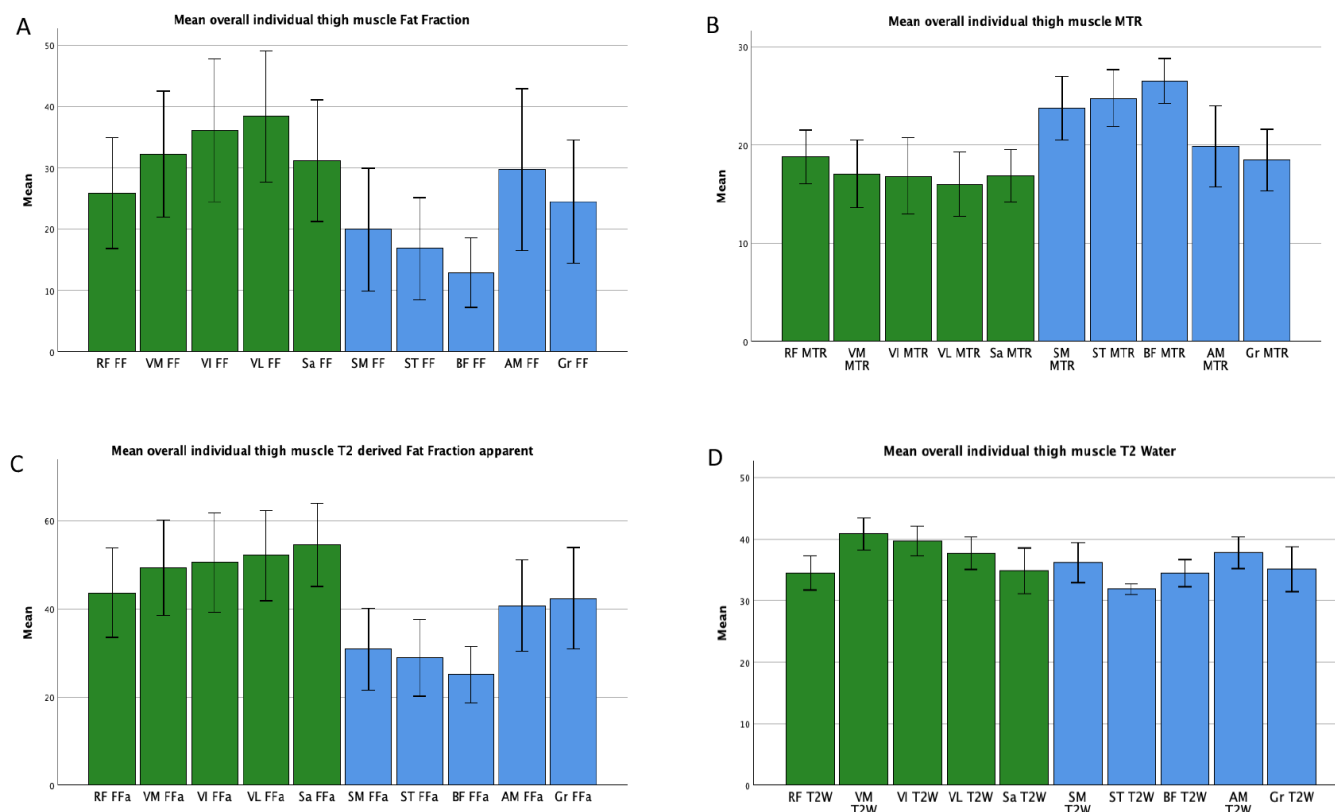 A
Mean overall individual thigh muscle Fat Fraction
Mean
50
40
30
20
10
0
RF FF VM FF VI FF VL FF Sa FF SM FF ST FF BF FF AM FF Gr FF
B
Mean overall individual thigh muscle MTR
Mean
30
20
10
0
RF MTR VM MTR VI MTR VL MTR Sa MTR SM MTR ST MTR BF MTR AM MTR Gr MTR
C
Mean overall individual thigh muscle T2 derived Fat Fraction apparent
Mean
60
40
20
0
RF FFa VM FFa VI FFa VL FFa Sa FFa SM FFa ST FFa BF FFa AM FFa Gr FFa
D
Mean overall individual thigh muscle T2 Water
Mean
50
40
30
20
10
0
RF T2W VM T2W VI T2W VL T2W Sa T2W SM T2W ST T2W BF T2W AM T2W Gr T2W